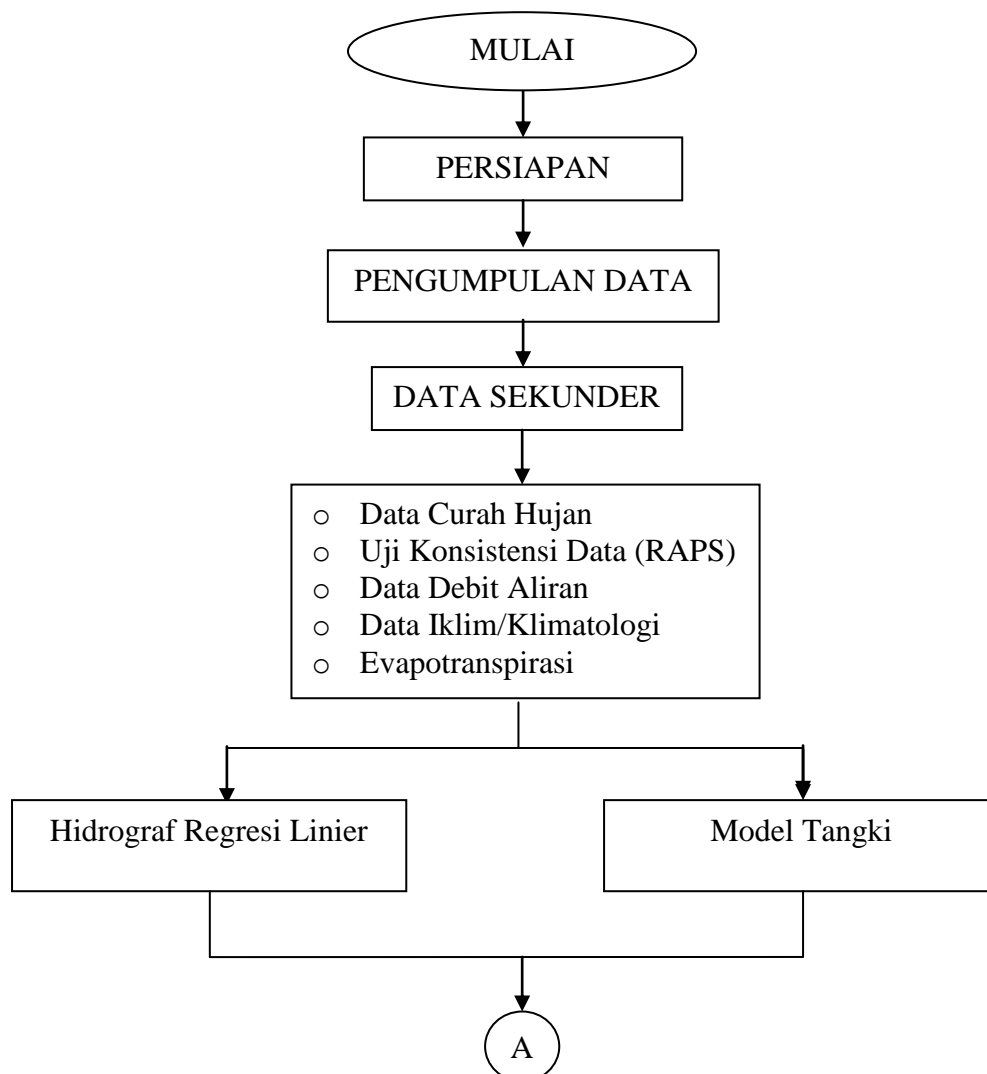 MULAI
PERSIAPAN
PENGUMPULAN DATA
DATA SEKUNDER
o Data Curah Hujan
o Uji Konsistensi Data (RAPS)
o Data Debit Aliran
o Data Iklim/Klimatologi
o Evapotranspirasi
Hidrograf Regresi Linier
Model Tangki
A